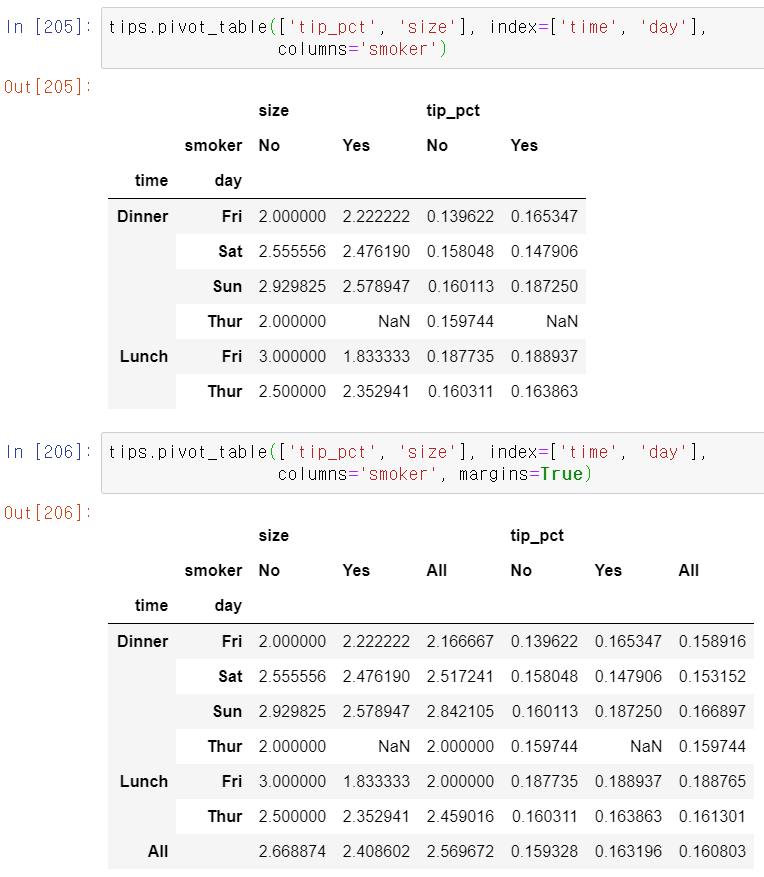 In [205]: tips.pivot_table(['tip_pct', 'size'], index=['time', 'day'],
columns='smoker')
Out[205]:
size tip_pct
smoker No Yes No Yes
time day
Dinner Fri 2.000000 2.222222 0.139622 0.165347
Sat 2.555556 2.476190 0.158048 0.147906
Sun 2.929825 2.578947 0.160113 0.187250
Thur 2.000000 NaN 0.159744 NaN
Lunch Fri 3.000000 1.833333 0.187735 0.188937
Thur 2.500000 2.352941 0.160311 0.163863
In [206]: tips.pivot_table(['tip_pct', 'size'], index=['time', 'day'],
columns='smoker', margins=True)
Out[206]:
size tip_pct
smoker No Yes All No Yes All
time day
Dinner Fri 2.000000 2.222222 2.166667 0.139622 0.165347 0.158916
Sat 2.555556 2.476190 2.517241 0.158048 0.147906 0.153152
Sun 2.929825 2.578947 2.842105 0.160113 0.187250 0.166897
Thur 2.000000 NaN 2.000000 0.159744 NaN 0.159744
Lunch Fri 3.000000 1.833333 2.000000 0.187735 0.188937 0.188765
Thur 2.500000 2.352941 2.459016 0.160311 0.163863 0.161301
All 2.668874 2.408602 2.569672 0.159328 0.163196 0.160803